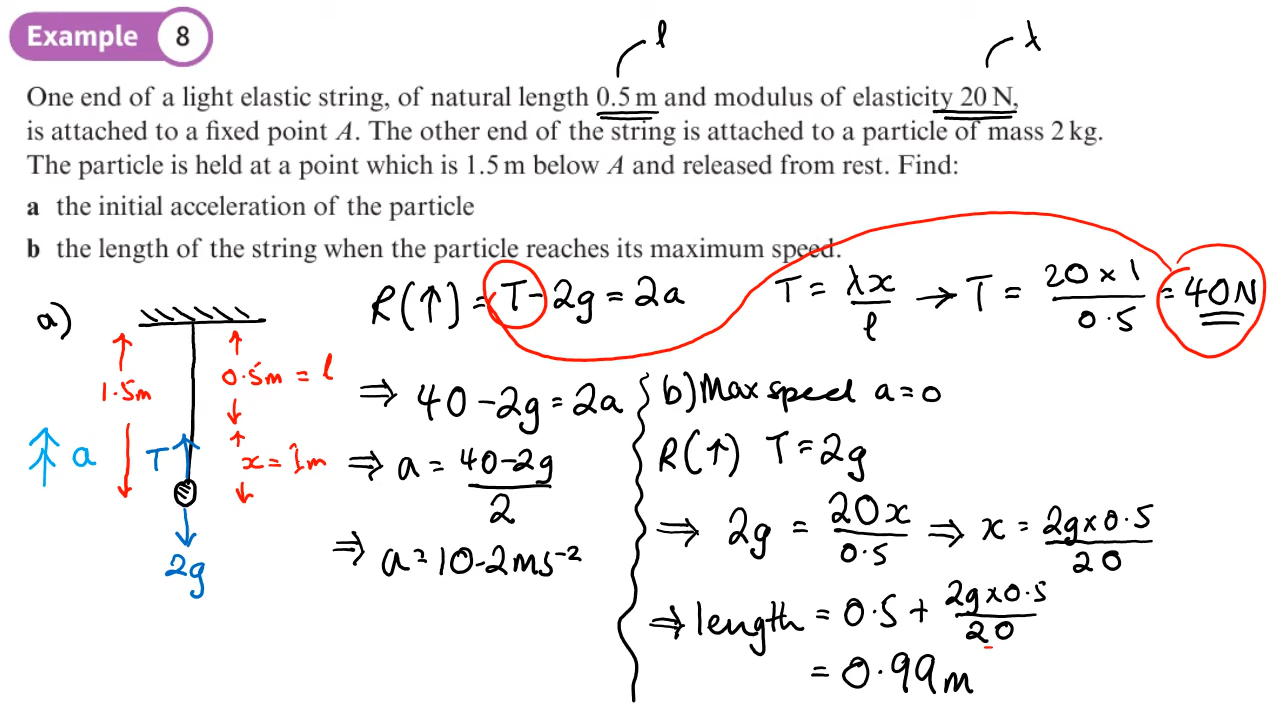 Example 8
l
λ
One end of a light elastic string, of natural length 0.5 m and modulus of elasticity 20 N,
is attached to a fixed point A. The other end of the string is attached to a particle of mass 2 kg.
The particle is held at a point which is 1.5 m below A and released from rest. Find:
a the initial acceleration of the particle
b the length of the string when the particle reaches its maximum speed.
a)
1.5m
0.5m = l
x = 1m
a
T
2g
R(↑) = T - 2g = 2a
T = λx/l → T = 20 × 1/0.5 = 40N
⇒ 40 - 2g = 2a
⇒ a = 40-2g/2
⇒ a = 10.2ms⁻²
b) Max speed a = 0
R(↑) T = 2g
⇒ 2g = 20x/0.5 ⇒ x = 2g×0.5/20
⇒ length = 0.5 + 2g×0.5/20
= 0.99m